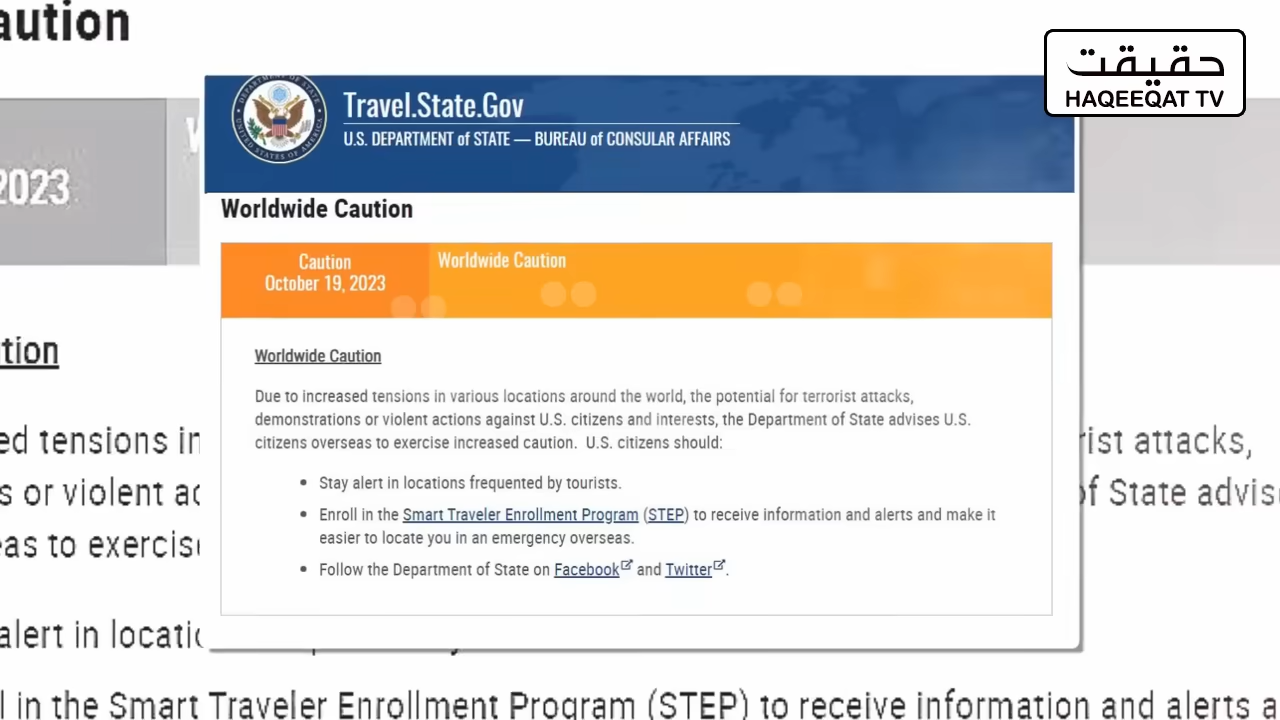 aution
حقيقت
HAQEEQAT TV
Travel.State.Gov
U.S. DEPARTMENT of STATE — BUREAU of CONSULAR AFFAIRS
2023
Worldwide Caution
Caution
October 19, 2023
Worldwide Caution
Worldwide Caution
Due to increased tensions in various locations around the world, the potential for terrorist attacks,
demonstrations or violent actions against U.S. citizens and interests, the Department of State advises U.S.
citizens overseas to exercise increased caution. U.S. citizens should:
• Stay alert in locations frequented by tourists.
• Enroll in the Smart Traveler Enrollment Program (STEP) to receive information and alerts and make it
easier to locate you in an emergency overseas.
• Follow the Department of State on Facebook and Twitter.
tion
ed tensions in
rist attacks,
s or violent ac
of State advis
eas to exercise
alert in locatio
l in the Smart Traveler Enrollment Program (STEP) to receive information and alerts a